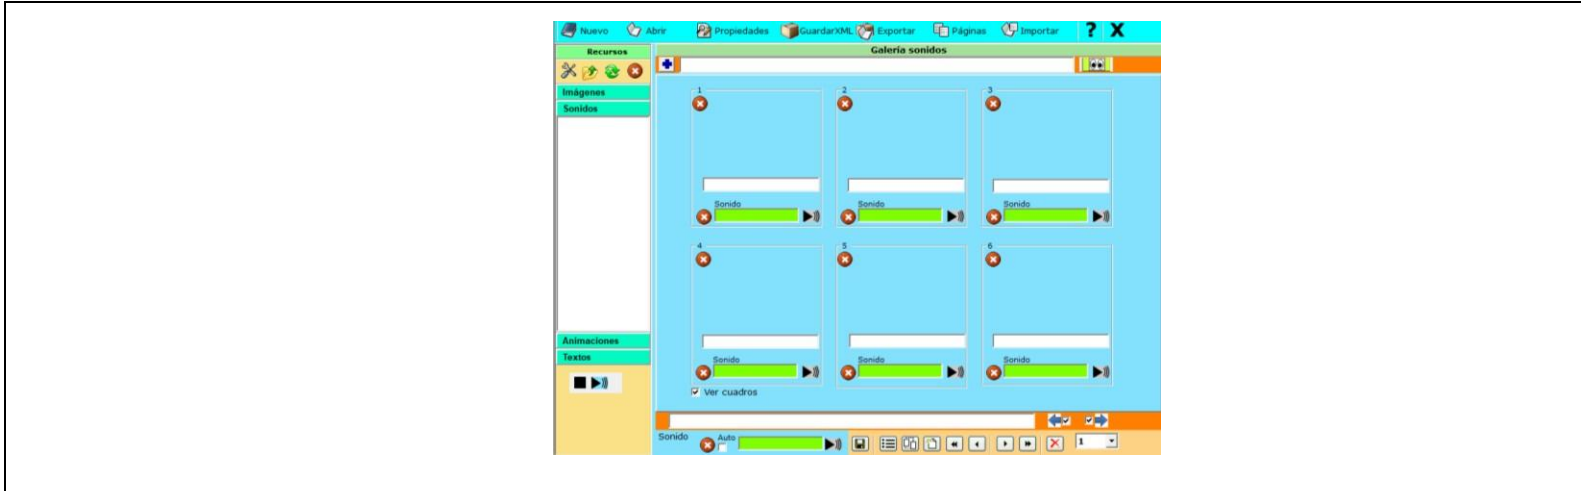 Nuevo Abrir Propiedades GuardarXML Exportar Páginas Importar ? X
Recursos
Galería sonidos
Imágenes
Sonidos
1 2 3
Sonido Sonido Sonido
4 5 6
Animaciones
Textos
Sonido Sonido Sonido
Ver cuadros
Sonido Auto 1